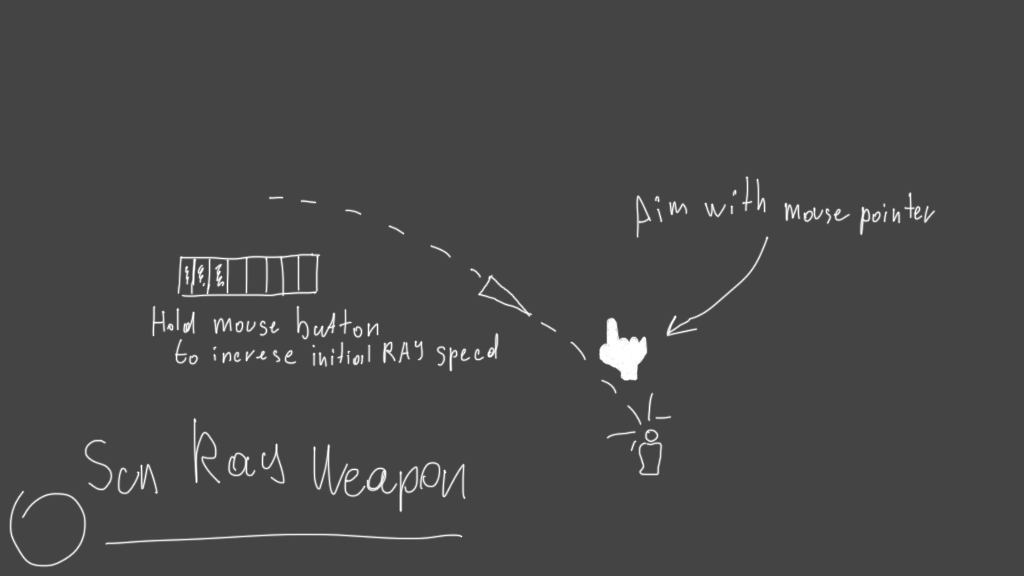 Aim with mouse pointer
Hold mouse button
to increse initial RAY speed
Sun Ray Weapon